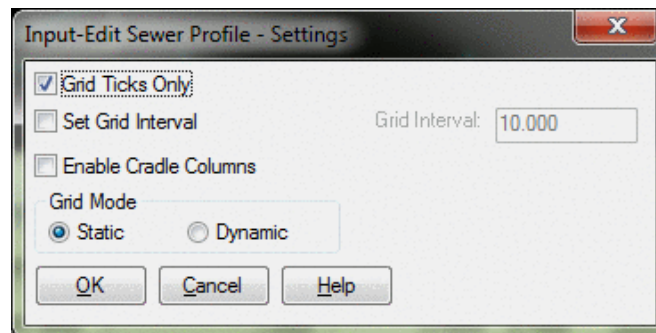 Input-Edit Sewer Profile - Settings
Grid Ticks Only
Set Grid Interval Grid Interval: 10.000
Enable Cradle Columns
Grid Mode
Static Dynamic
OK Cancel Help